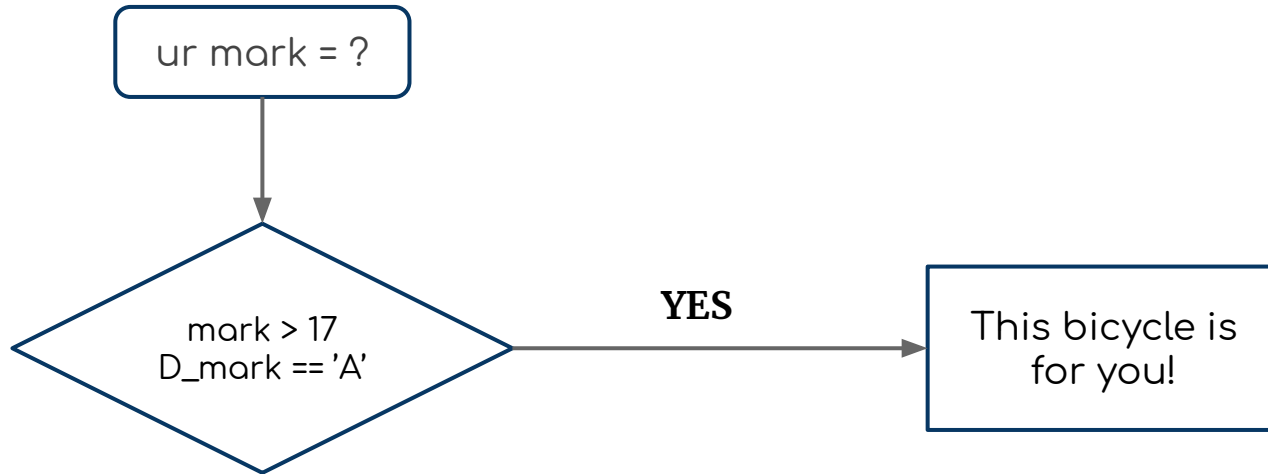 ur mark = ?
mark > 17
D_mark == ’A’
YES
This bicycle is
for you!